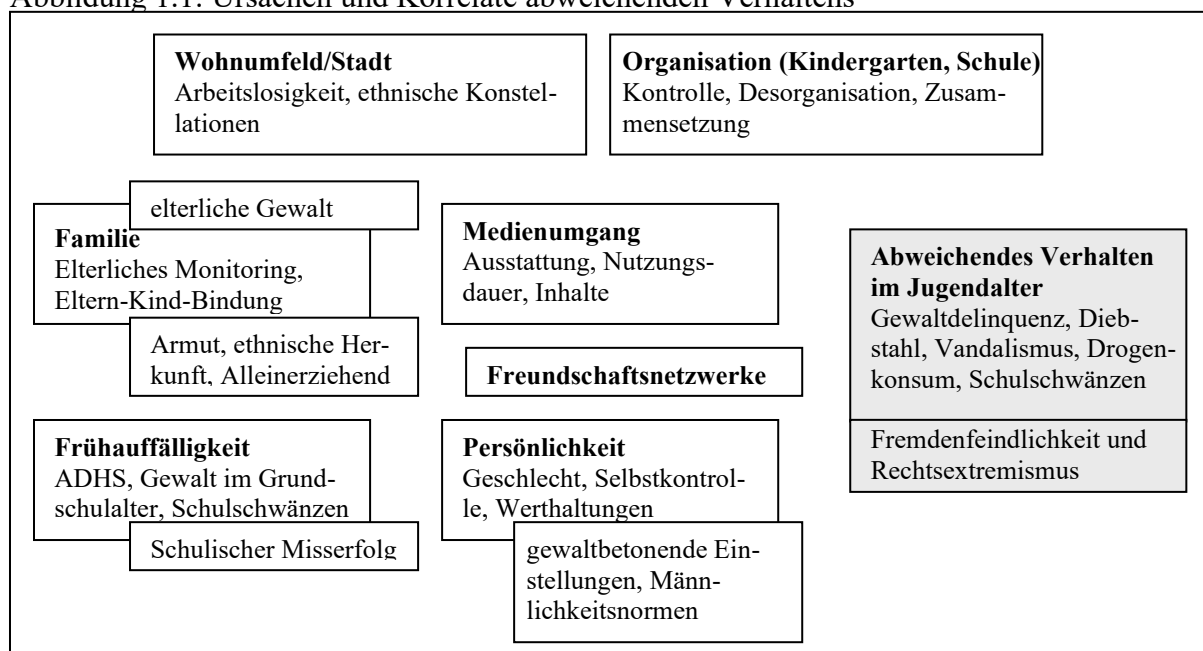 Abbildung 1.1: Ursachen und Korrelate abweichenden Verhaltens
Wohnumfeld/Stadt
Arbeitslosigkeit, ethnische Konstel-
lationen
Organisation (Kindergarten, Schule)
Kontrolle, Desorganisation, Zusam-
mensetzung
elterliche Gewalt
Familie
Elterliches Monitoring,
Eltern-Kind-Bindung
Armut, ethnische Her-
kunft, Alleinerziehend
Medienumgang
Ausstattung, Nutzungs-
dauer, Inhalte
Freundschaftsnetzwerke
Abweichendes Verhalten
im Jugendalter
Gewaltdelinquenz, Dieb-
stahl, Vandalismus, Drogen-
konsum, Schulschwänzen
Fremdenfeindlichkeit und
Rechtsextremismus
Frühauffälligkeit
ADHS, Gewalt im Grund-
schulalter, Schulschwänzen
Schulischer Misserfolg
Persönlichkeit
Geschlecht, Selbstkontrol-
le, Werthaltungen
gewaltbetonende Ein-
stellungen, Männ-
lichkeitsnormen